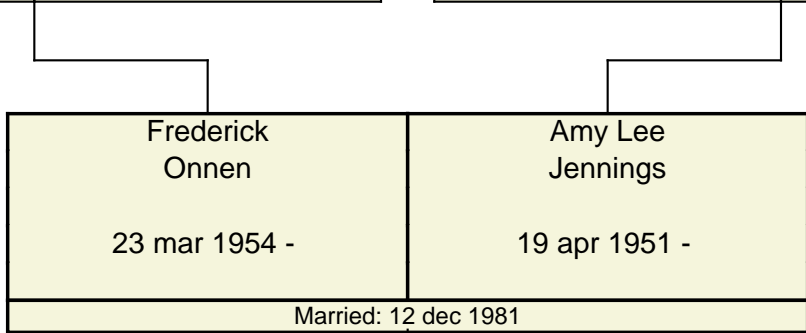 Frederick
Onnen
23 mar 1954 -
Amy Lee
Jennings
19 apr 1951 -
Married: 12 dec 1981